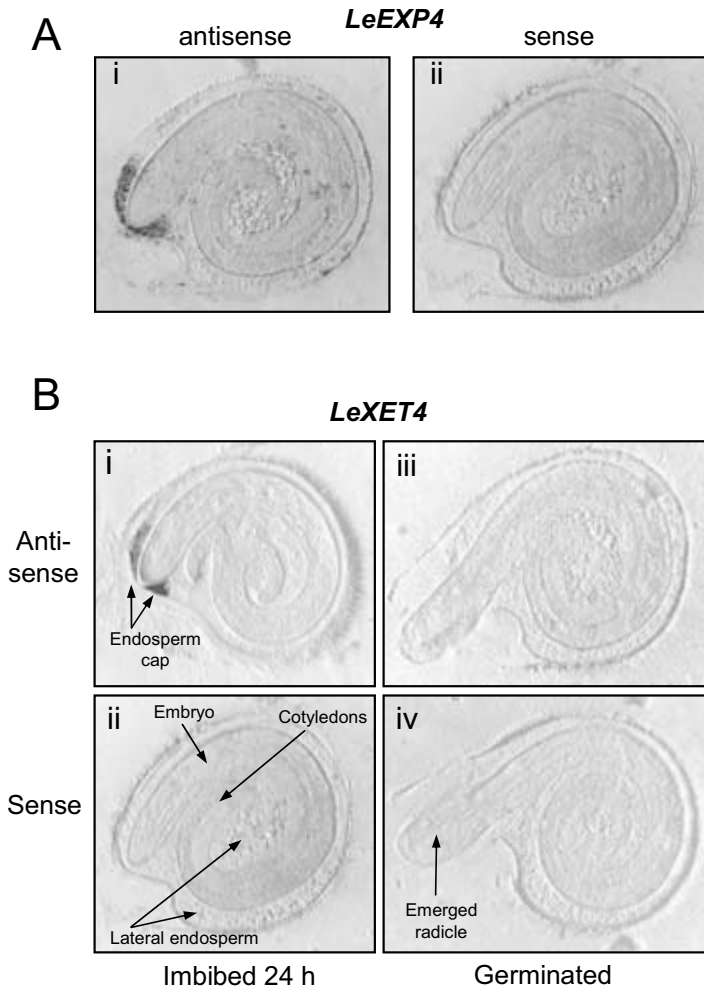 A
LeEXP4
antisense
sense
i
ii
B
LeXET4
Anti-
sense
i
Endosperm
cap
iii
Sense
ii
Embryo
Cotyledons
Lateral endosperm
iv
Emerged
radicle
Imbibed 24 h
Germinated